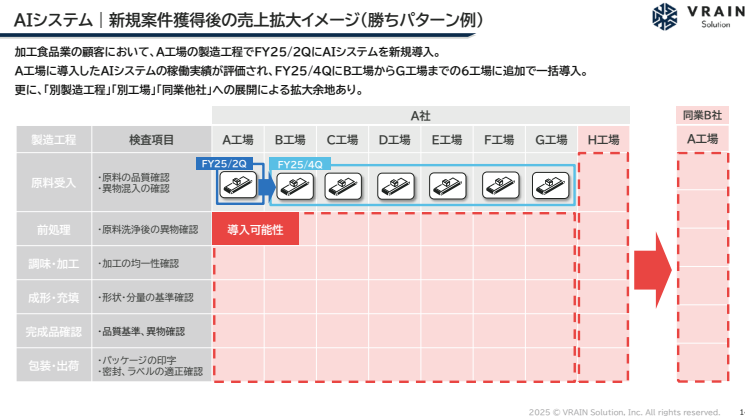 AIシステム｜新規案件獲得後の売上拡大イメージ（勝ちパターン例）
VRAIN
Solution
加工食品業の顧客において、A工場の製造工程でFY25/2QにAIシステムを新規導入。
A工場に導入したAIシステムの稼働実績が評価され、FY25/4QにB工場からG工場までの6工場に追加で一括導入。
更に、「別製造工程」「別工場」「同業他社」への展開による拡大余地あり。
A社
同業B社
製造工程 検査項目 A工場 B工場 C工場 D工場 E工場 F工場 G工場 H工場 A工場
FY25/2Q FY25/4Q
原料受入
・原料の品質確認
・異物混入の確認
前処理 ・原料洗浄後の異物確認 導入可能性
調味・加工 ・加工の均一性確認
成形・充填 ・形状・分量の基準確認
完成品確認 ・品質基準、異物確認
包装・出荷
・パッケージの印字
・密封、ラベルの適正確認
2025 © VRAIN Solution, Inc. All rights reserved.